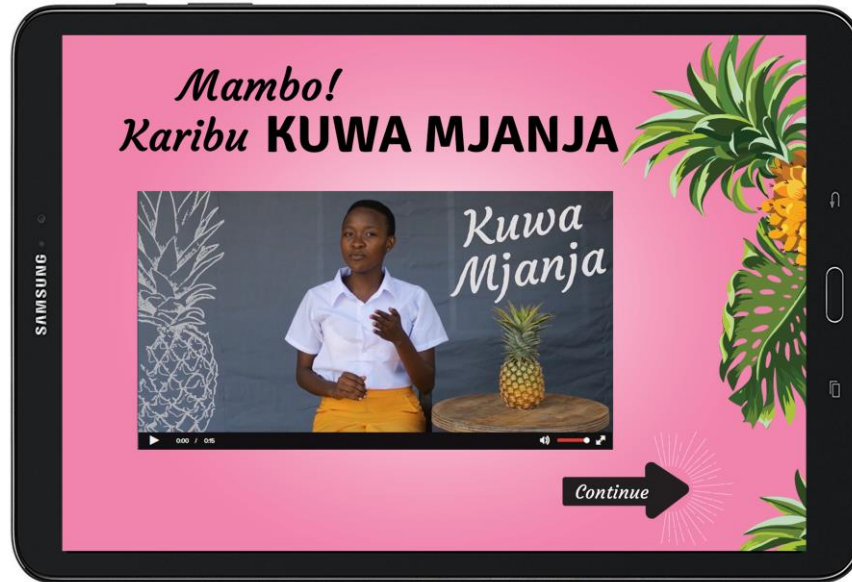 Mambo!
Karibu KUWA MJANJA
Kuwa
Mjanja
0:00 / 0:15
Continue
SAMSUNG